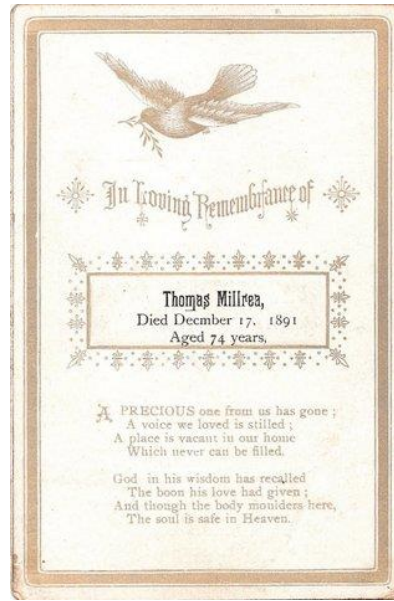 In Loving Remembrance of
Thomas Millrea,
Died Decmber 17, 1891
Aged 74 years,
A PRECIOUS one from us has gone ;
A voice we loved is stilled ;
A place is vacant in our home
Which never can be filled.
God in his wisdom has recalled
The boon his love had given ;
And though the body moulders here,
The soul is safe in Heaven.